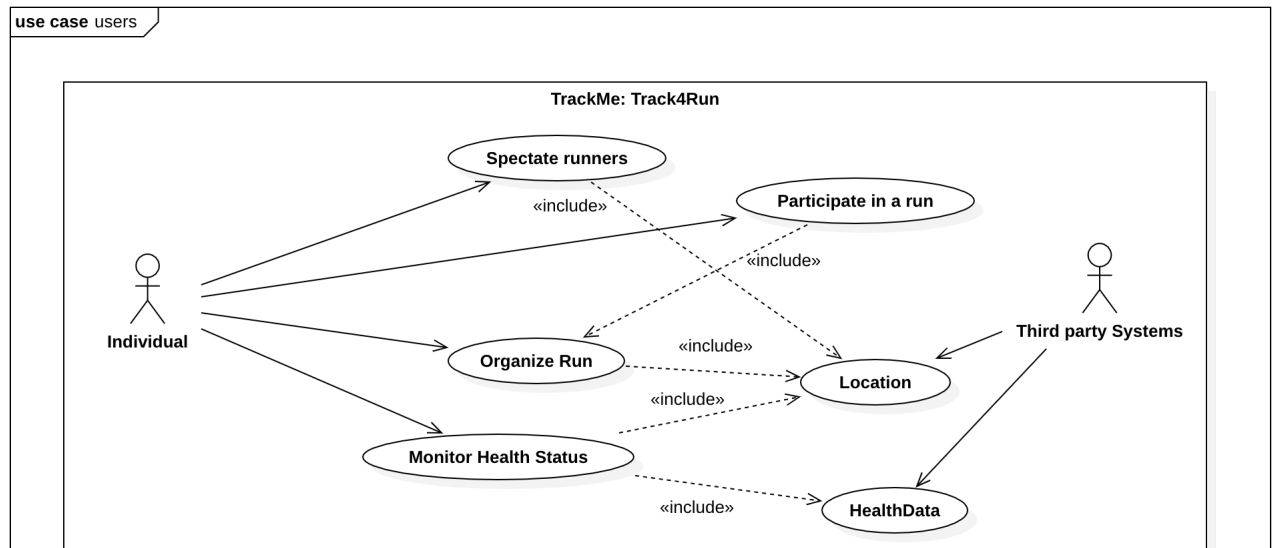 use case users
TrackMe: Track4Run
Spectate runners
«include»
Participate in a run
«include»
Individual
Third party Systems
Organize Run
«include»
Location
«include»
Monitor Health Status
«include»
HealthData